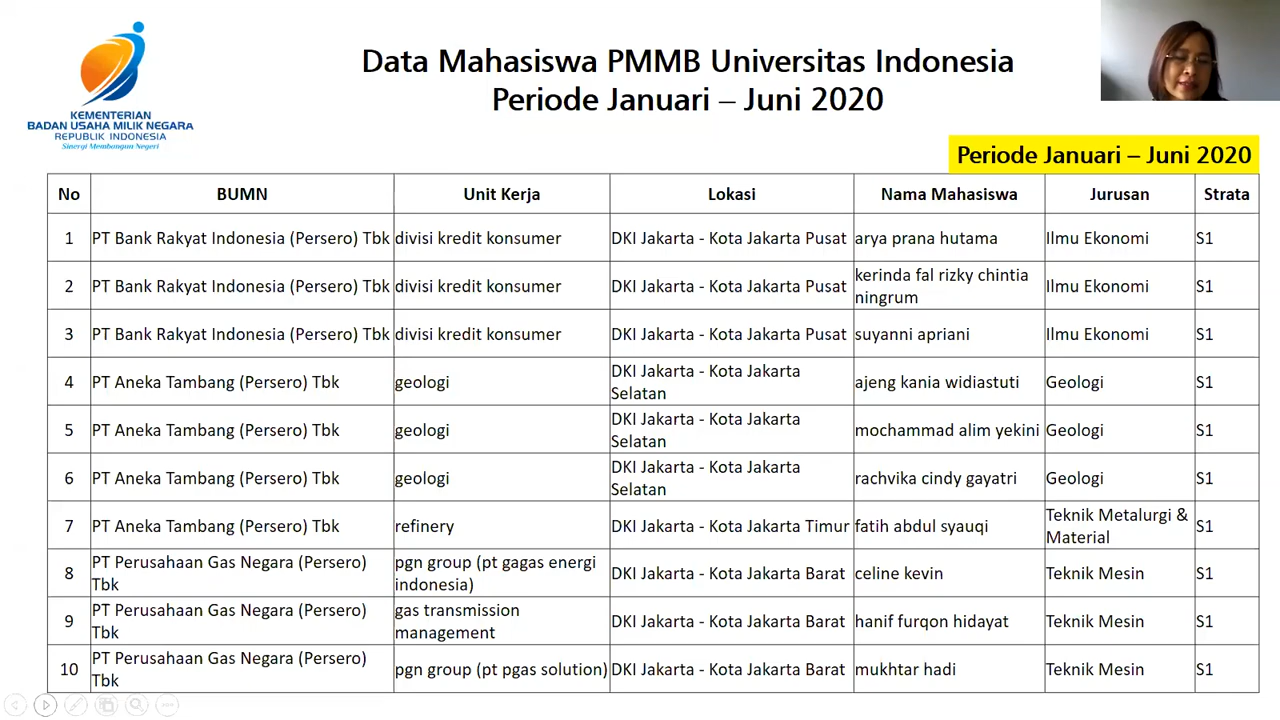 KEMENTERIAN
BADAN USAHA MILIK NEGARA
REPUBLIK INDONESIA
Sinergi Membangun Negeri
Data Mahasiswa PMMB Universitas Indonesia
Periode Januari – Juni 2020
Periode Januari – Juni 2020
No BUMN Unit Kerja Lokasi Nama Mahasiswa Jurusan Strata
1 PT Bank Rakyat Indonesia (Persero) Tbk divisi kredit konsumer DKI Jakarta - Kota Jakarta Pusat arya prana hutama Ilmu Ekonomi S1
2 PT Bank Rakyat Indonesia (Persero) Tbk divisi kredit konsumer DKI Jakarta - Kota Jakarta Pusat kerinda fal rizky chintia
ningrum Ilmu Ekonomi S1
3 PT Bank Rakyat Indonesia (Persero) Tbk divisi kredit konsumer DKI Jakarta - Kota Jakarta Pusat suyanni apriani Ilmu Ekonomi S1
4 PT Aneka Tambang (Persero) Tbk geologi DKI Jakarta - Kota Jakarta
Selatan ajeng kania widiastuti Geologi S1
5 PT Aneka Tambang (Persero) Tbk geologi DKI Jakarta - Kota Jakarta
Selatan mochammad alim yekini Geologi S1
6 PT Aneka Tambang (Persero) Tbk geologi DKI Jakarta - Kota Jakarta
Selatan rachvika cindy gayatri Geologi S1
7 PT Aneka Tambang (Persero) Tbk refinery DKI Jakarta - Kota Jakarta Timur fatih abdul syauqi Teknik Metalurgi &
Material S1
8 PT Perusahaan Gas Negara (Persero)
Tbk pgn group (pt gagas energi
indonesia) DKI Jakarta - Kota Jakarta Barat celine kevin Teknik Mesin S1
9 PT Perusahaan Gas Negara (Persero)
Tbk gas transmission
management DKI Jakarta - Kota Jakarta Barat hanif furqon hidayat Teknik Mesin S1
10 PT Perusahaan Gas Negara (Persero)
Tbk pgn group (pt pgas solution) DKI Jakarta - Kota Jakarta Barat mukhtar hadi Teknik Mesin S1